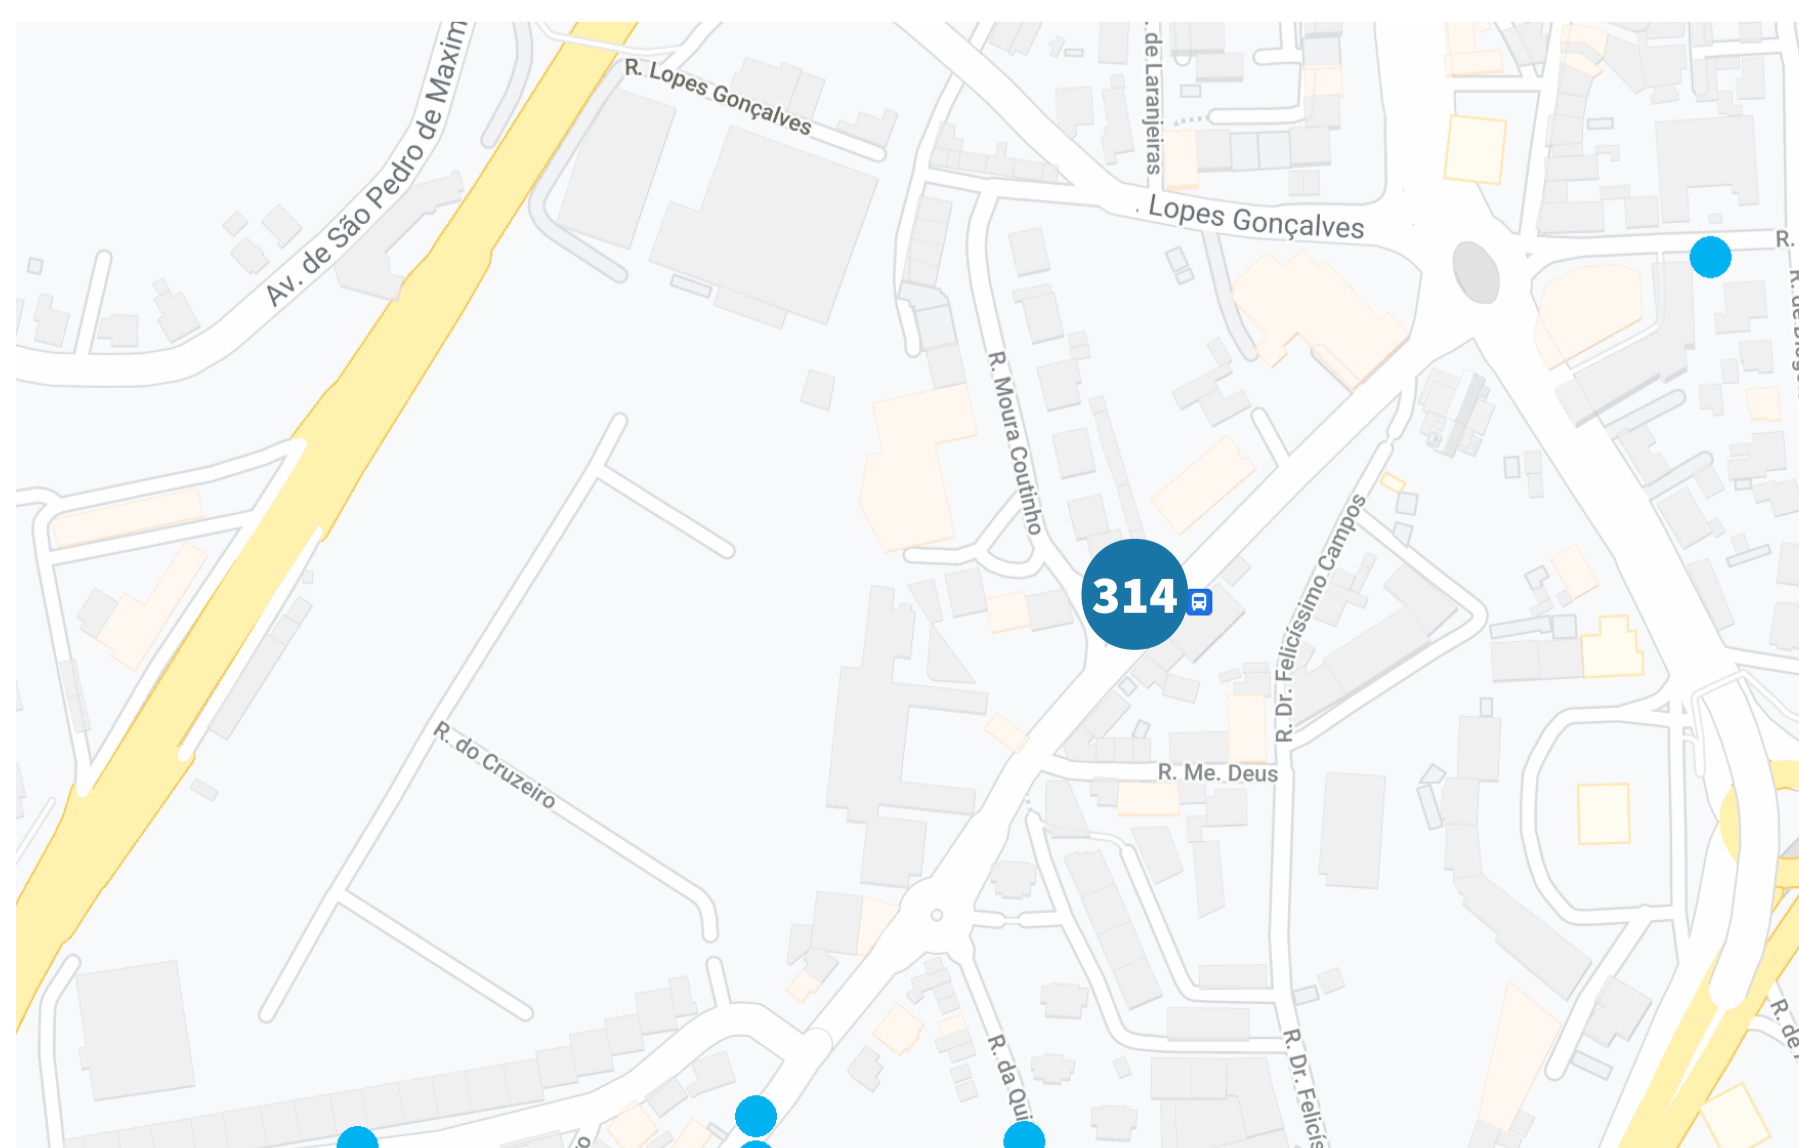 Av. de São Pedro de Maxim
R. Lopes Gonçalves
. de Laranjeiras
. Lopes Gonçalves
R.
R. Moura Coutinho
314
R. Dr. Felicíssimo Campos
R. do Cruzeiro
R. Me. Deus
R. da Qui
R. Dr. Felicís
R. de